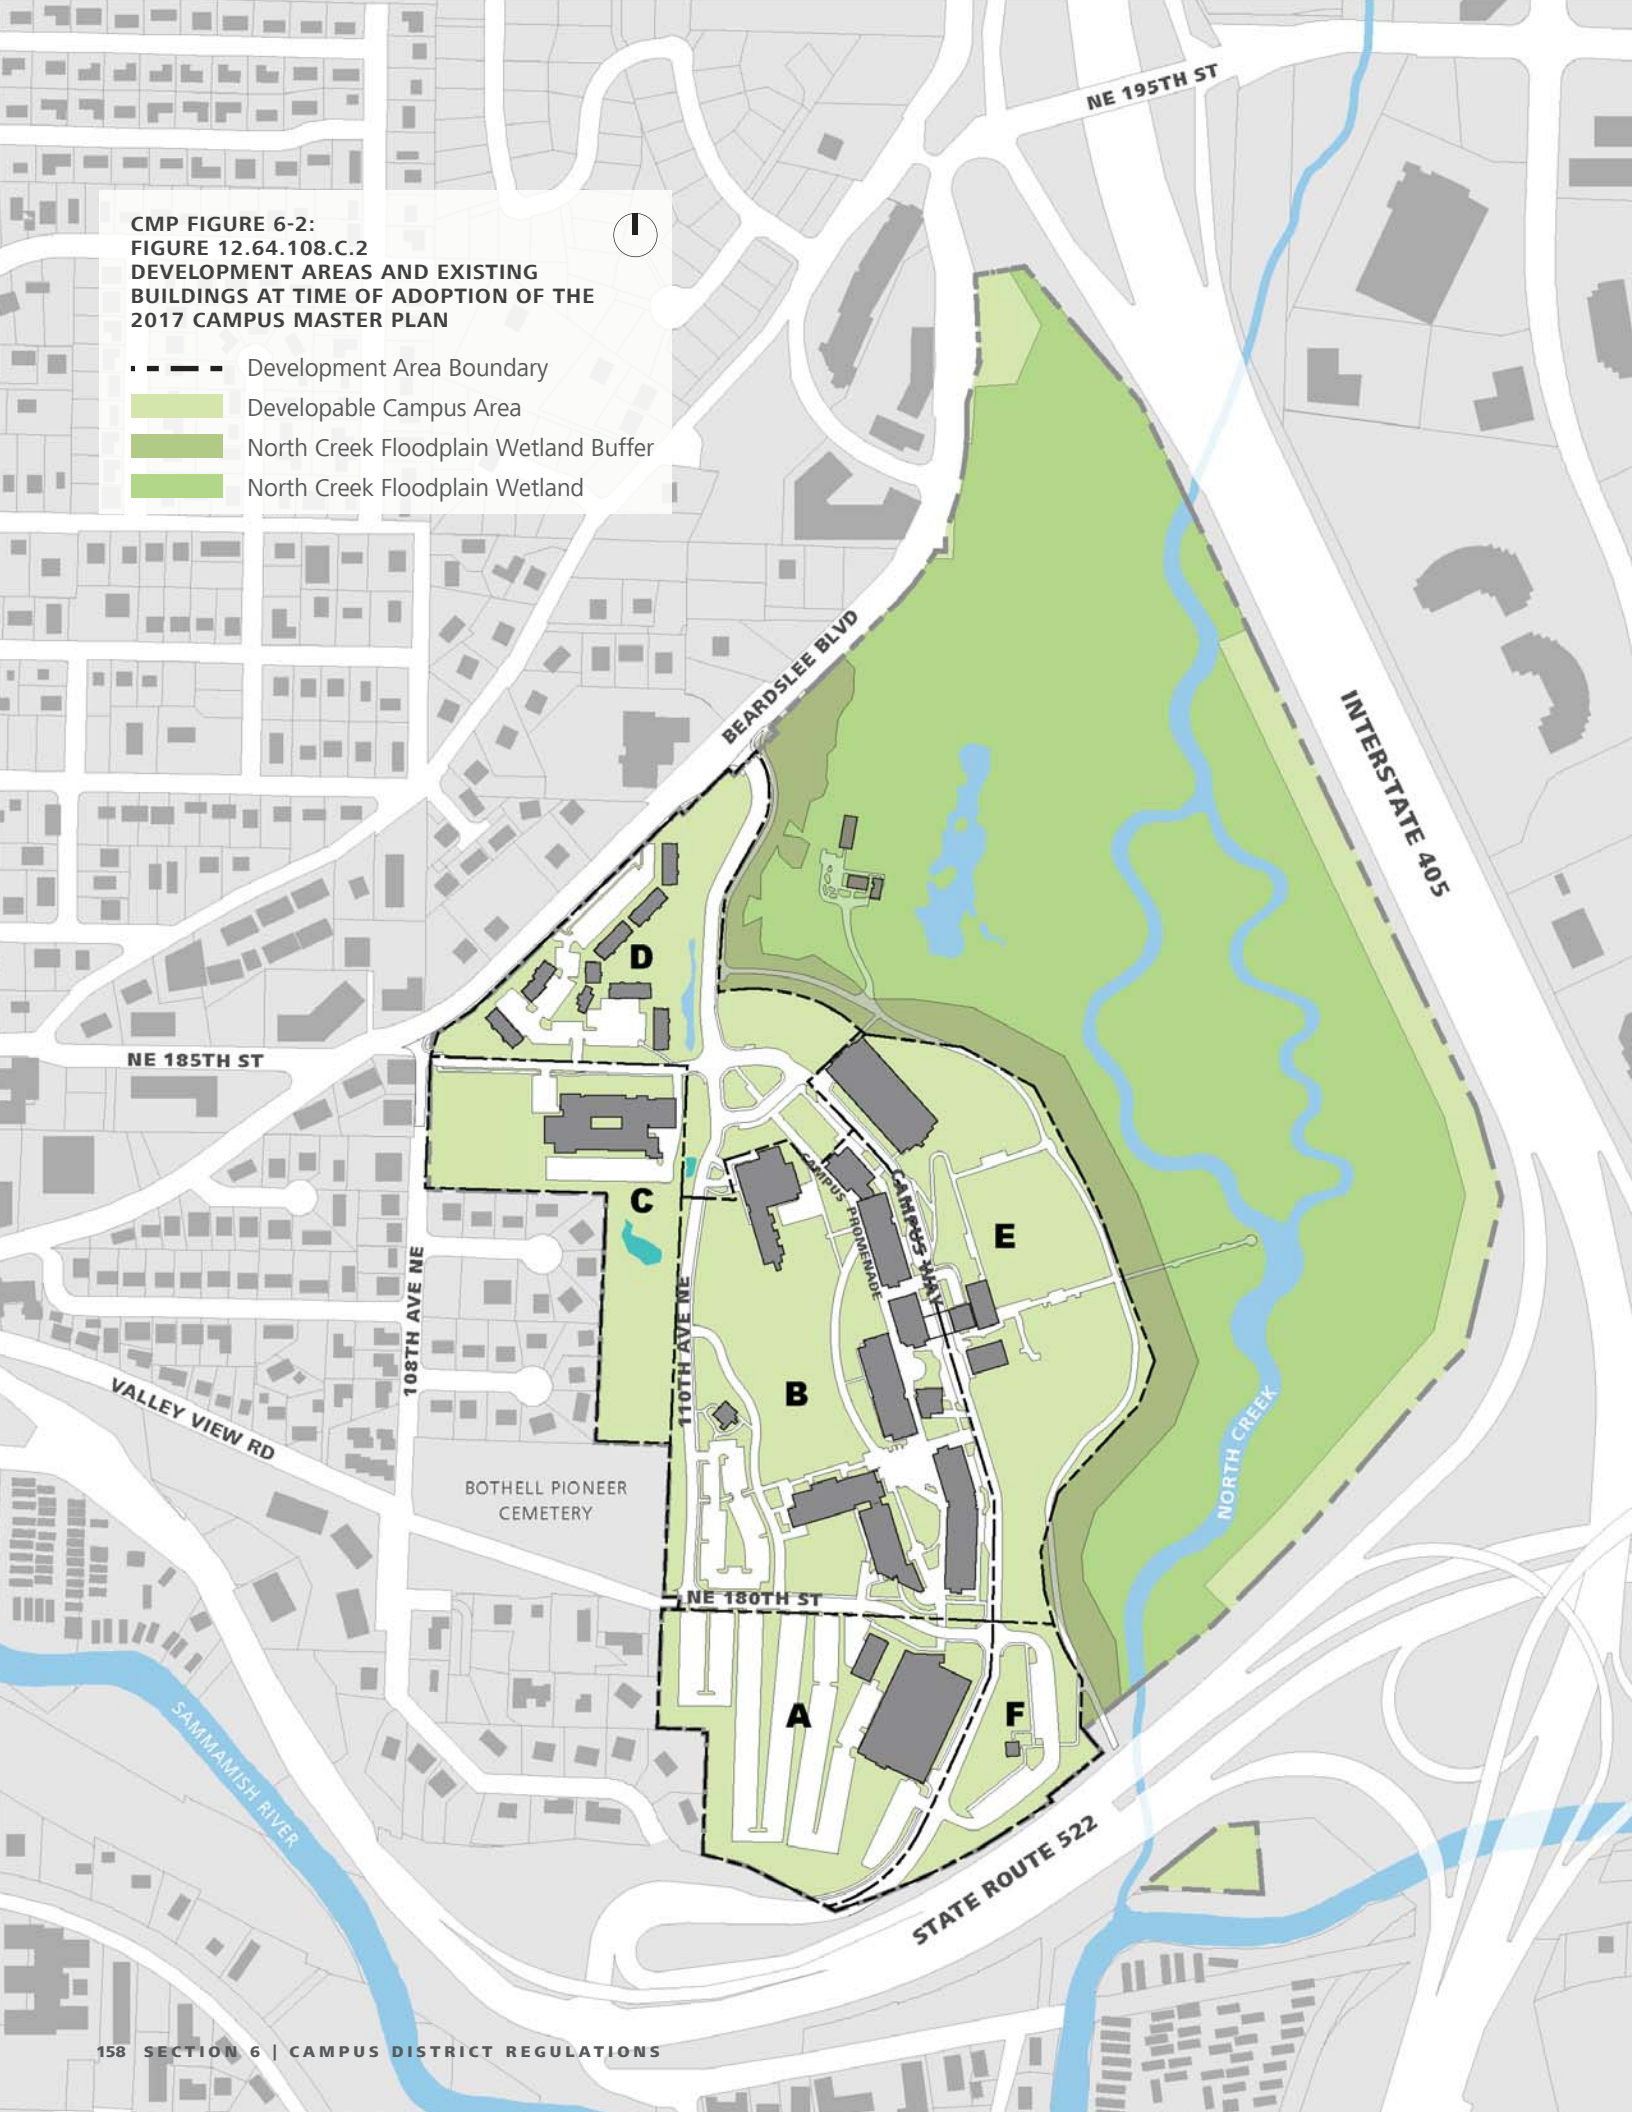 NE 195TH ST
CMP FIGURE 6-2:
FIGURE 12.64.108.C.2
DEVELOPMENT AREAS AND EXISTING
BUILDINGS AT TIME OF ADOPTION OF THE
2017 CAMPUS MASTER PLAN
Development Area Boundary
Developable Campus Area
North Creek Floodplain Wetland Buffer
North Creek Floodplain Wetland
BEARDSLEE BLVD
INTERSTATE 405
D
NE 185TH ST
C
CAMPUS PROMENADE
CAMPUS WAY
E
108TH AVE NE
110TH AVE NE
B
VALLEY VIEW RD
NORTH CREEK
BOTHELL PIONEER
CEMETERY
NE 180TH ST
A
F
SAMMAMISH RIVER
STATE ROUTE 522
158 SECTION 6 | CAMPUS DISTRICT REGULATIONS